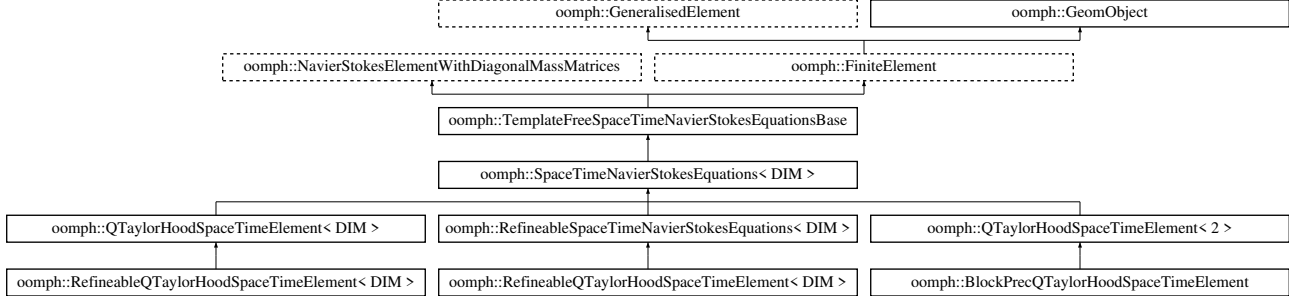 oomph::GeneralisedElement
oomph::GeomObject
oomph::NavierStokesElementWithDiagonalMassMatrices
oomph::FiniteElement
oomph::TemplateFreeSpaceTimeNavierStokesEquationsBase
oomph::SpaceTimeNavierStokesEquations< DIM >
oomph::QTaylorHoodSpaceTimeElement< DIM >
oomph::RefineableSpaceTimeNavierStokesEquations< DIM >
oomph::QTaylorHoodSpaceTimeElement< 2 >
oomph::RefineableQTaylorHoodSpaceTimeElement< DIM >
oomph::RefineableQTaylorHoodSpaceTimeElement< DIM >
oomph::BlockPrecQTaylorHoodSpaceTimeElement